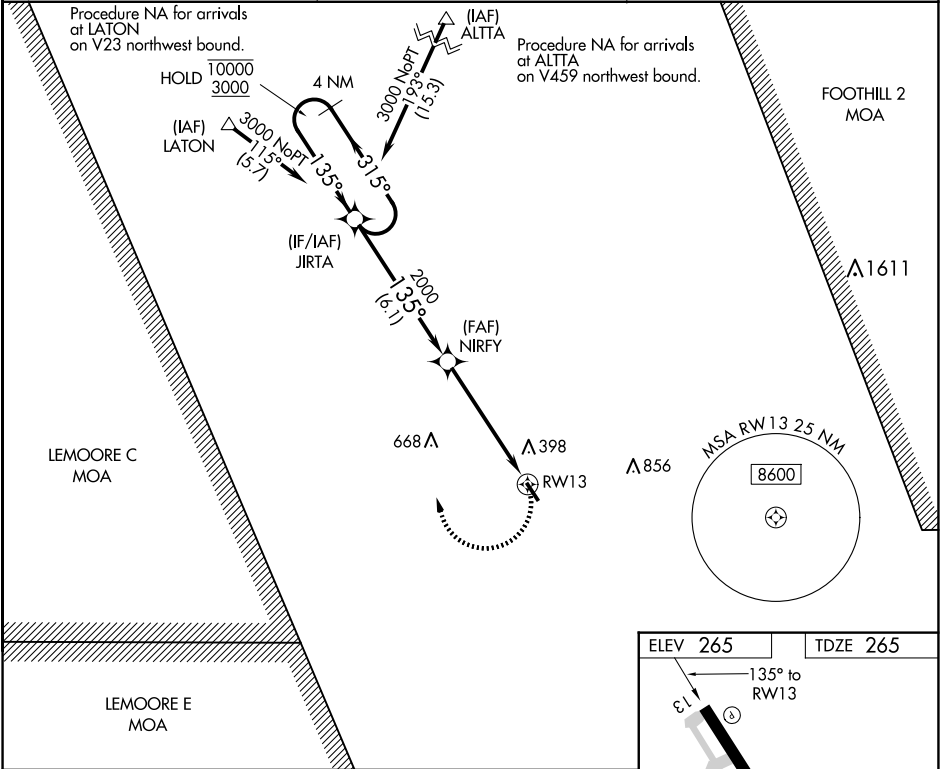 Procedure NA for arrivals
at LATON
on V23 northwest bound.
HOLD 10000
3000
4 NM
(IAF)
ALTTA
Procedure NA for arrivals
at ALTTA
on V459 northwest bound.
3000 NoPT
193°
(15.3)
FOOTHILL 2
MOA
(IAF)
LATON
3000 NoPT
115°
(5.7)
135°
315°
(IF/IAF)
JIRTA
1611
2000
135°
(6.1)
(FAF)
NIRFY
LEMOORE C
MOA
668
398
856
RW13
MSA RW13 25 NM
8600
LEMOORE E
MOA
ELEV 265
TDZE 265
135° to
RW13
13
P